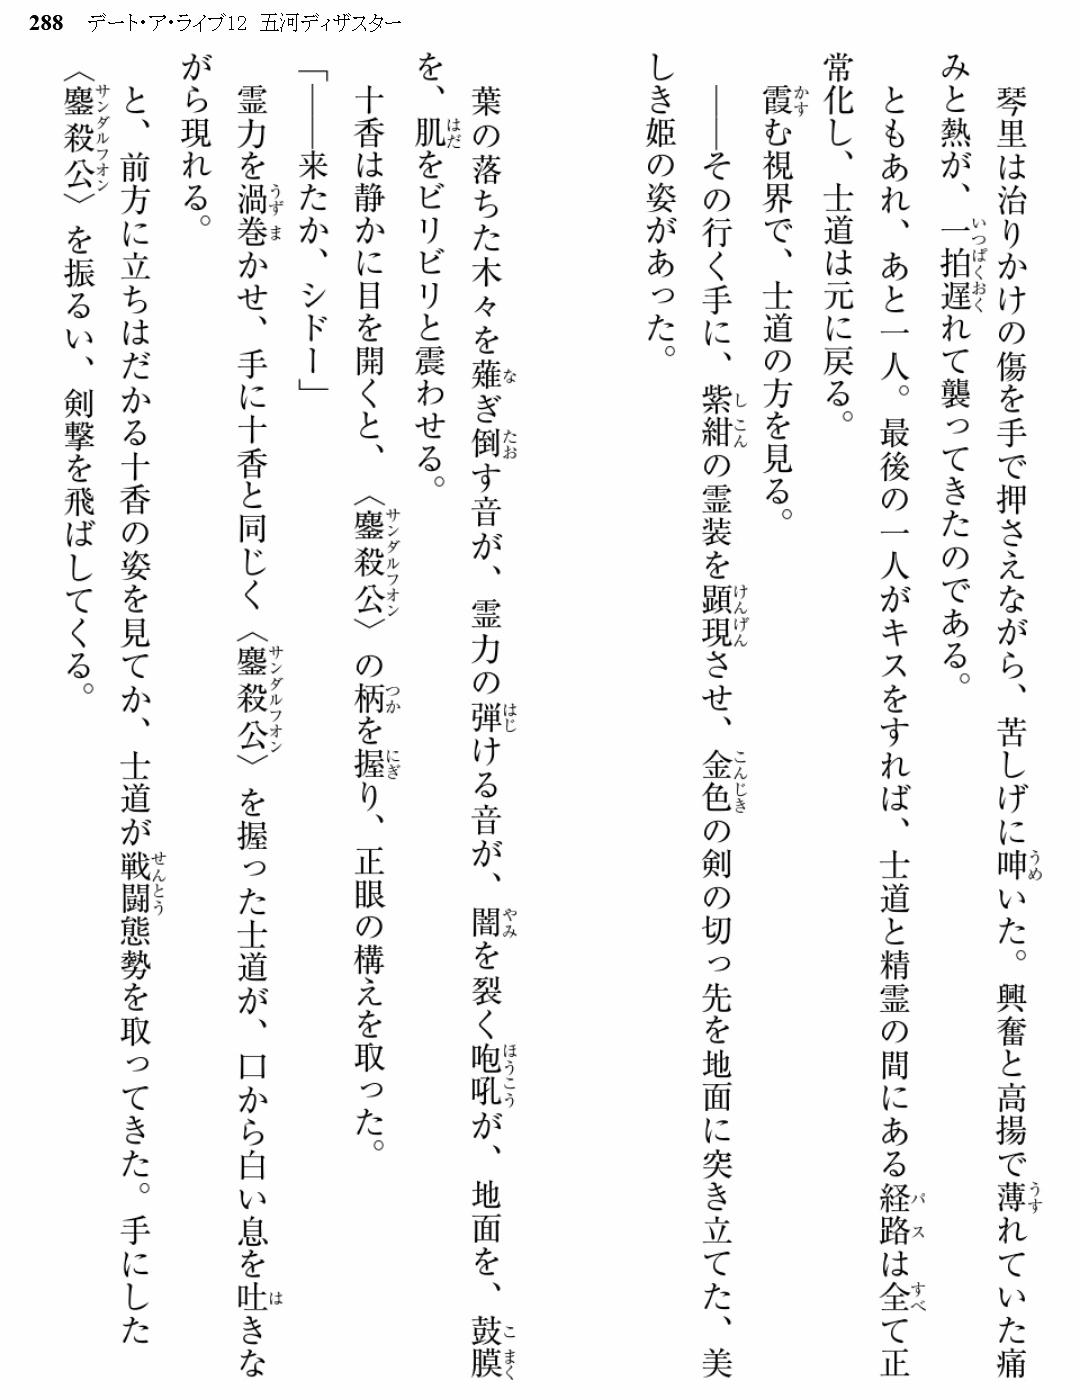 288 デート・ア・ライブ12 五河ディザスター
琴里は治りかけの傷を手で押さえながら、苦しげに呻いた。興奮と高揚で薄れていた痛
みと熱が、一拍遅れて襲ってきたのである。
ともあれ、あと一人。最後の一人がキスをすれば、士道と精霊の間にある経路は全て正
常化し、士道は元に戻る。
霞む視界で、士道の方を見る。
――その行く手に、紫紺の霊装を顕現させ、金色の剣の切っ先を地面に突き立てた、美
しき姫の姿があった。
葉の落ちた木々を薙ぎ倒す音が、霊力の弾ける音が、闇を裂く咆吼が、地面を、鼓膜
を、肌をビリビリと震わせる。
十香は静かに目を開くと、〈鏖殺公〉の柄を握り、正眼の構えを取った。
「――来たか、シドー」
霊力を渦巻かせ、手に十香と同じく〈鏖殺公〉を握った士道が、口から白い息を吐きな
がら現れる。
と、前方に立ちはだかる十香の姿を見てか、士道が戦闘態勢を取ってきた。手にした
〈鏖殺公〉を振るい、剣撃を飛ばしてくる。